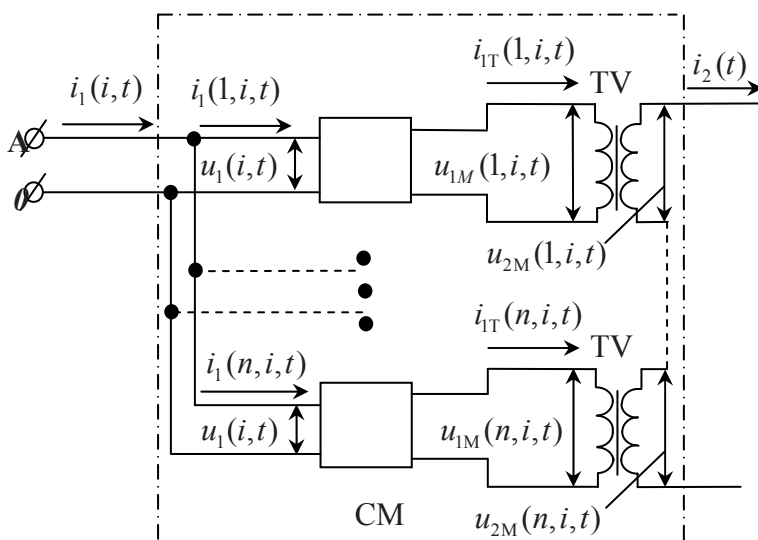 i₁(i,t)
i₁(1,i,t)
i₁T(1,i,t)
TV
i₂(t)
A
u₁(i,t)
u₁M(1,i,t)
0
u₂M(1,i,t)
i₁T(n,i,t)
TV
i₁(n,i,t)
u₁(i,t)
u₁M(n,i,t)
CM
u₂M(n,i,t)